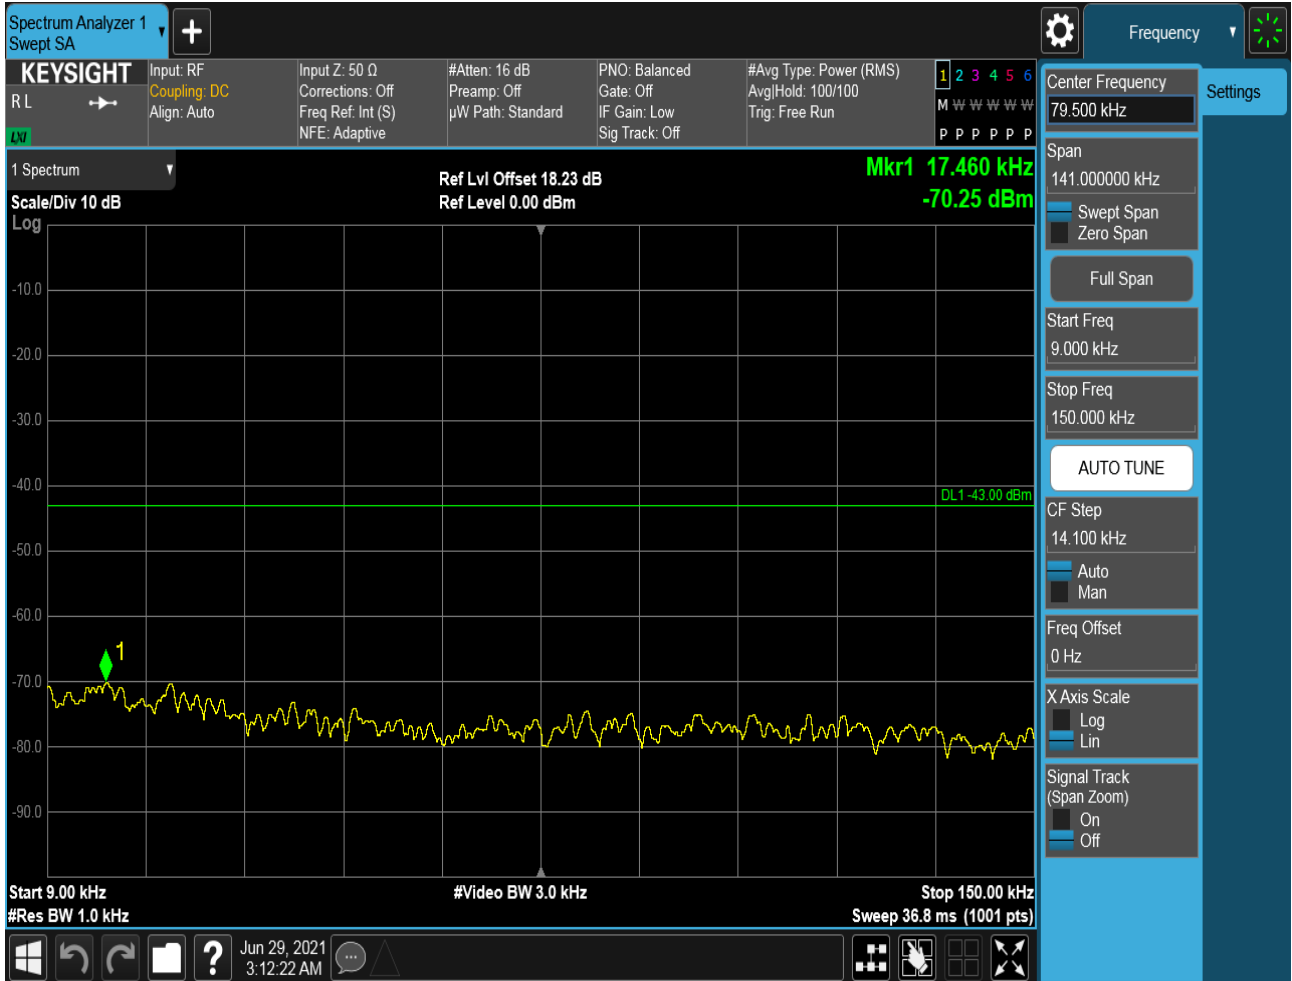 Spectrum Analyzer 1
Swept SA
Frequency
KEYSIGHT
R L
LXI
Input: RF
Coupling: DC
Align: Auto
Input Z: 50 Ω
Corrections: Off
Freq Ref: Int (S)
NFE: Adaptive
#Atten: 16 dB
Preamp: Off
µW Path: Standard
PNO: Balanced
Gate: Off
IF Gain: Low
Sig Track: Off
#Avg Type: Power (RMS)
Avg|Hold: 100/100
Trig: Free Run
1 2 3 4 5 6
M W W W W W
P P P P P P
1 Spectrum
Scale/Div 10 dB
Ref Lvl Offset 18.23 dB
Ref Level 0.00 dBm
Mkr1 17.460 kHz
-70.25 dBm
Log
-10.0
-20.0
-30.0
-40.0
DL1 -43.00 dBm
-50.0
-60.0
1
-70.0
-80.0
-90.0
Start 9.00 kHz
#Video BW 3.0 kHz
Stop 150.00 kHz
#Res BW 1.0 kHz
Sweep 36.8 ms (1001 pts)
Jun 29, 2021
3:12:22 AM
Center Frequency
79.500 kHz
Settings
Span
141.000000 kHz
Swept Span
Zero Span
Full Span
Start Freq
9.000 kHz
Stop Freq
150.000 kHz
AUTO TUNE
CF Step
14.100 kHz
Auto
Man
Freq Offset
0 Hz
X Axis Scale
Log
Lin
Signal Track
(Span Zoom)
On
Off